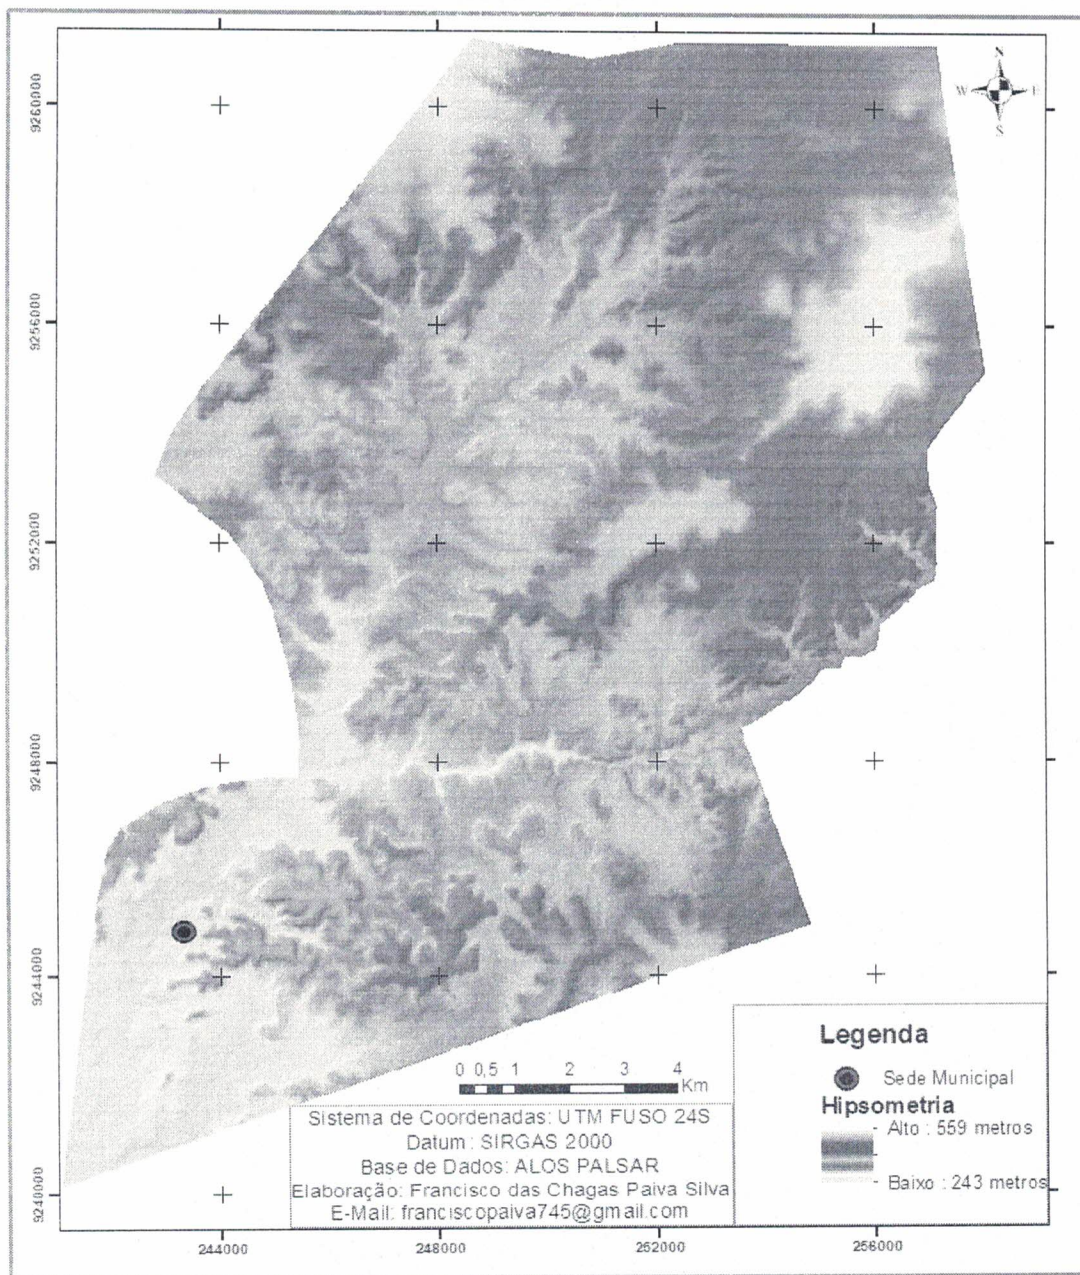 N
W E
S
9260000
9256000
9252000
9248000
9244000
9240000
244000 248000 252000 256000
0 0,5 1 2 3 4
Km
Sistema de Coordenadas: UTM FUSO 24S
Datum: SIRGAS 2000
Base de Dados: ALOS PALSAR
Elaboração: Francisco das Chagas Paiva Silva
E-Mail: franciscopaiva745@gmail.com
Legenda
Sede Municipal
Hipsometria
Alto : 559 metros
Baixo : 243 metros